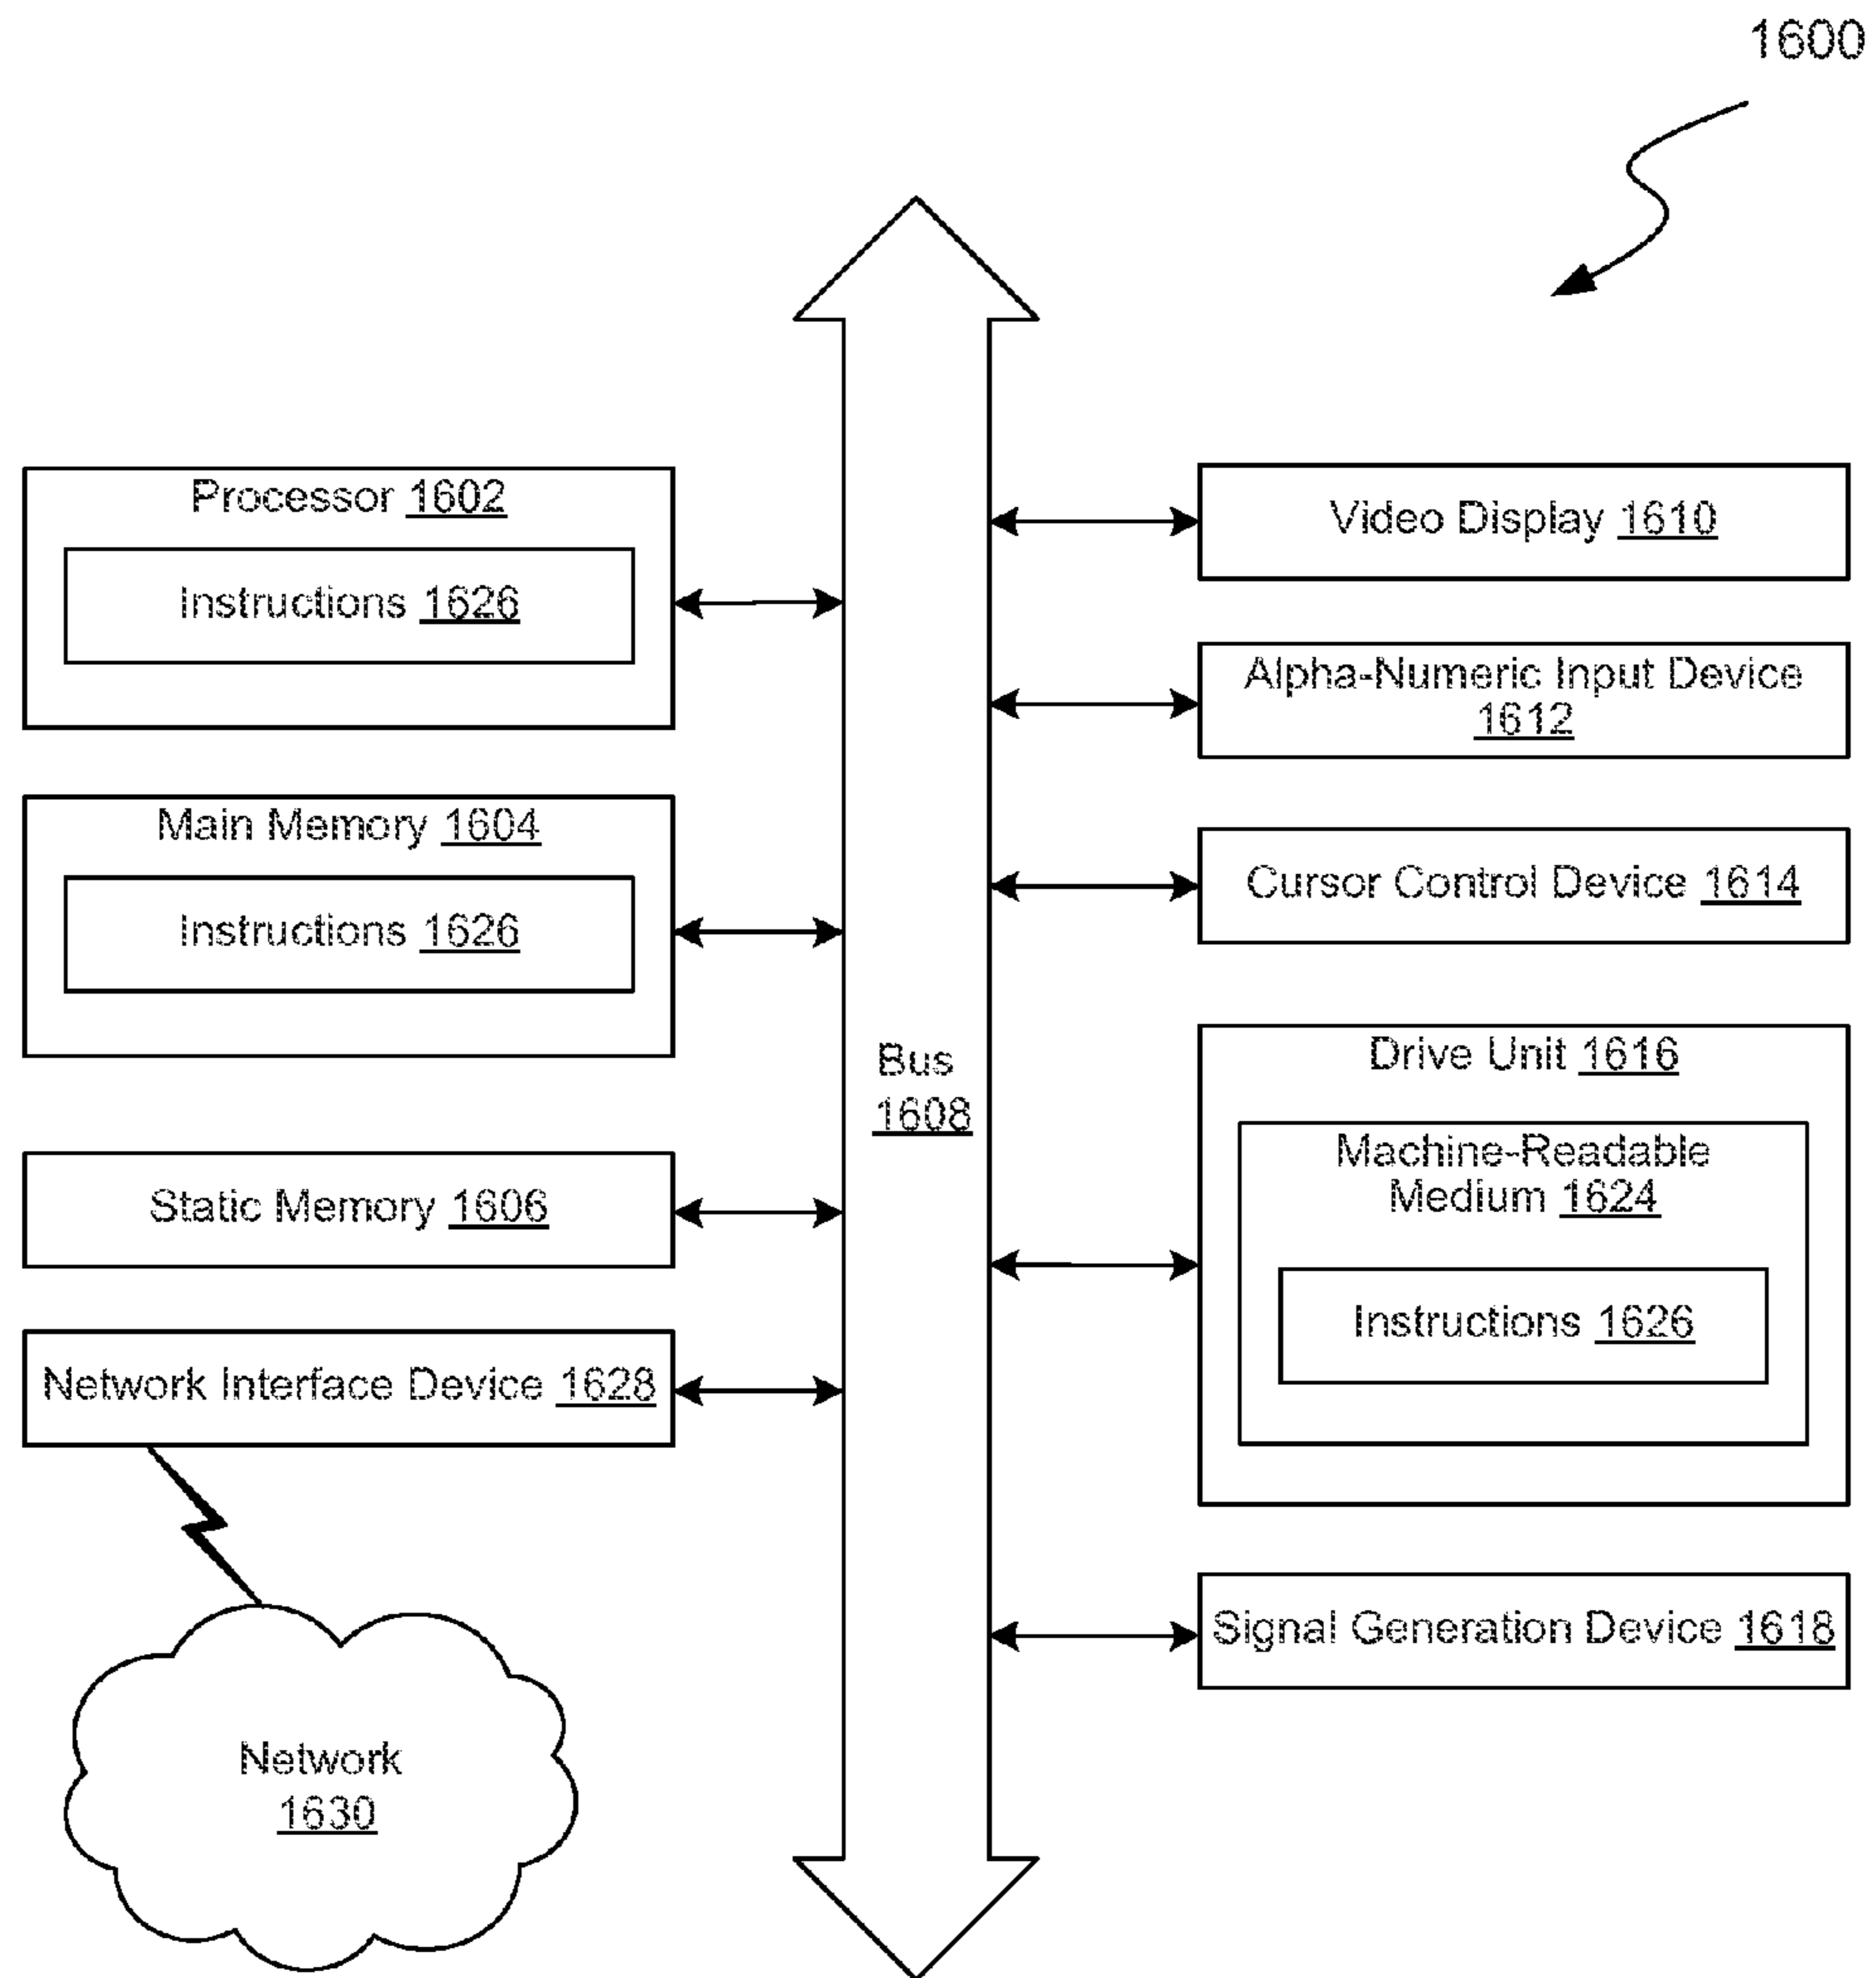 1600
Processor 1602
Instructions 1626
Main Memory 1604
Instructions 1626
Static Memory 1606
Network Interface Device 1628
Network
1630
Bus
1608
Video Display 1610
Alpha-Numeric Input Device
1612
Cursor Control Device 1614
Drive Unit 1616
Machine-Readable
Medium 1624
Instructions 1626
Signal Generation Device 1618